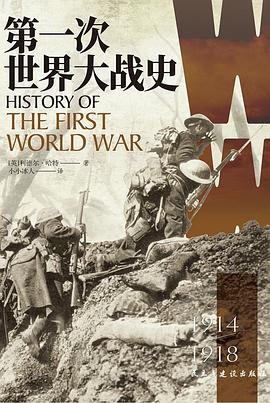 第一次
世界大战史
HISTORY OF
THE FIRST
WORLD WAR
[英]利德尔·哈特——著
小小冰人——译
1914
1918
民主与建设出版社